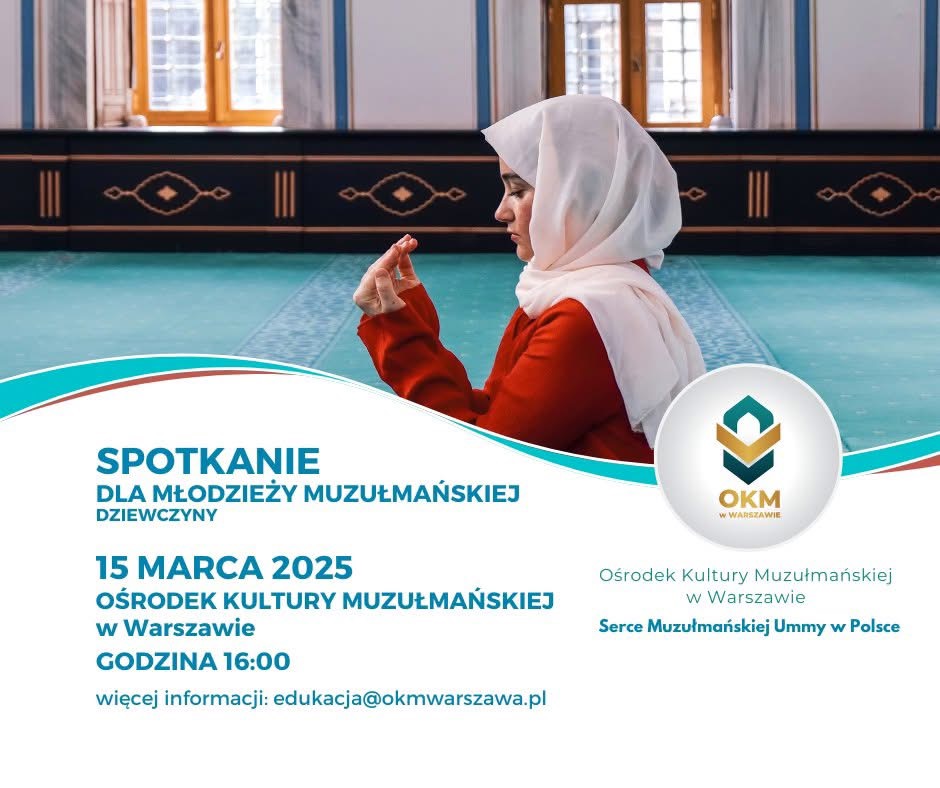 SPOTKANIE
DLA MŁODZIEŻY MUZUŁMAŃSKIEJ
DZIEWCZYNY
15 MARCA 2025
OŚRODEK KULTURY MUZUŁMAŃSKIEJ
w Warszawie
GODZINA 16:00
więcej informacji: edukacja@okmwarszawa.pl
OKM
w WARSZAWIE
Ośrodek Kultury Muzułmańskiej
w Warszawie
Serce Muzułmańskiej Ummy w Polsce